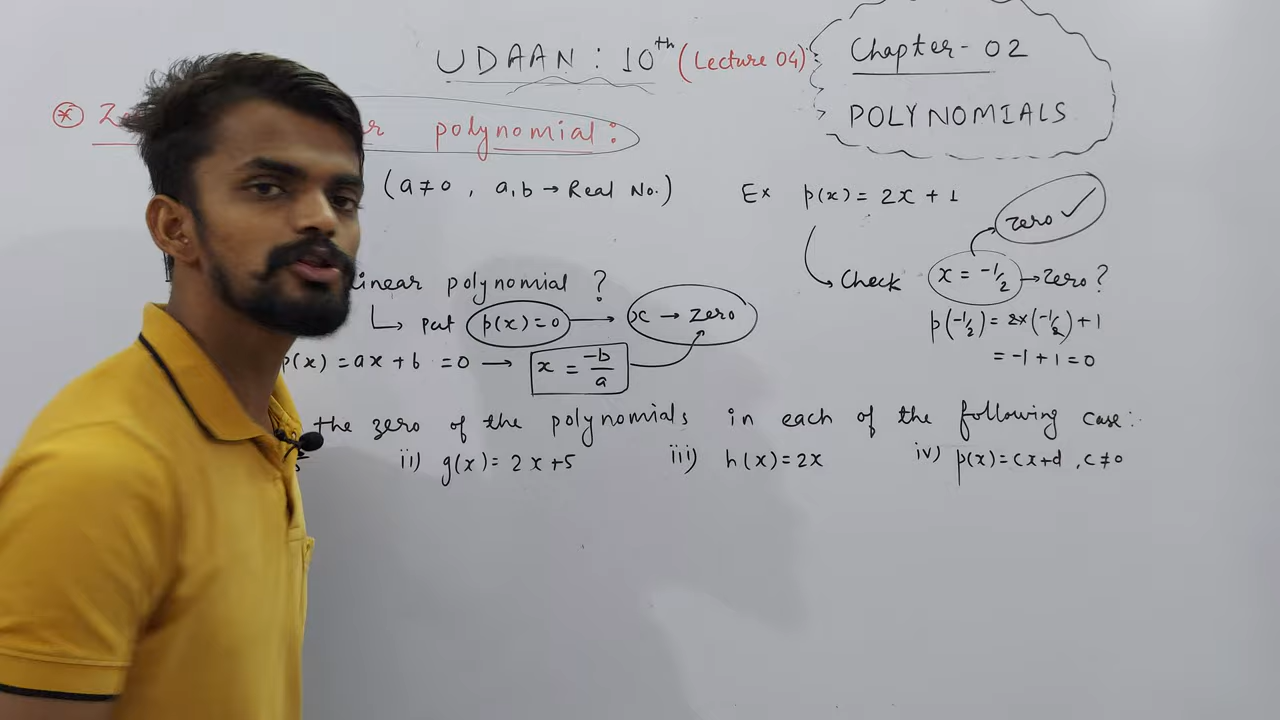 UDAAN : 10th (Lecture 04)
Chapter - 02
POLYNOMIALS
polynomial :
(a ≠ 0 , a, b → Real No.)
Ex p(x) = 2x + 1
zero ✓
Check x = -1/2 → zero ?
p(-1/2) = 2x(-1/2) + 1
= -1 + 1 = 0
linear polynomial ?
↳ put p(x) = 0 → x → zero
p(x) = ax + b = 0 → x = -b/a
the zero of the polynomials in each of the following case :
ii) g(x) = 2x + 5 iii) h(x) = 2x iv) p(x) = cx + d , c ≠ 0